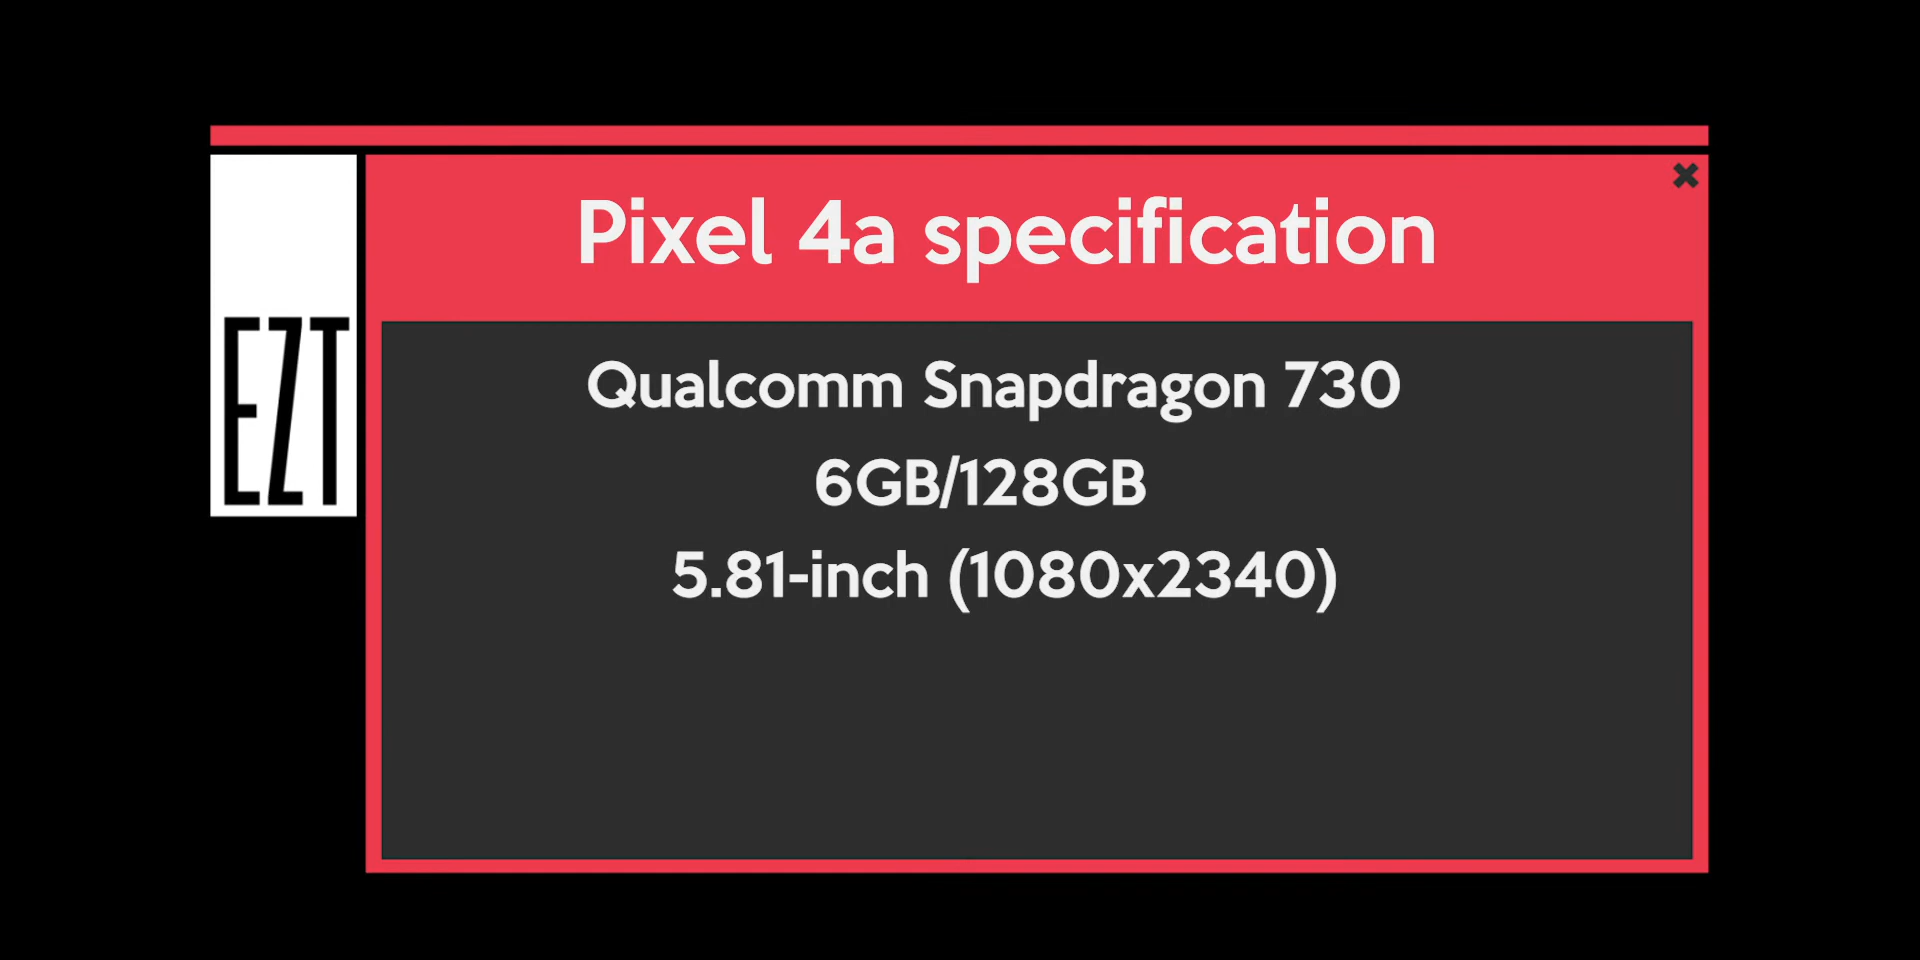 Pixel 4a specification
EZT
Qualcomm Snapdragon 730
6GB/128GB
5.81-inch (1080x2340)